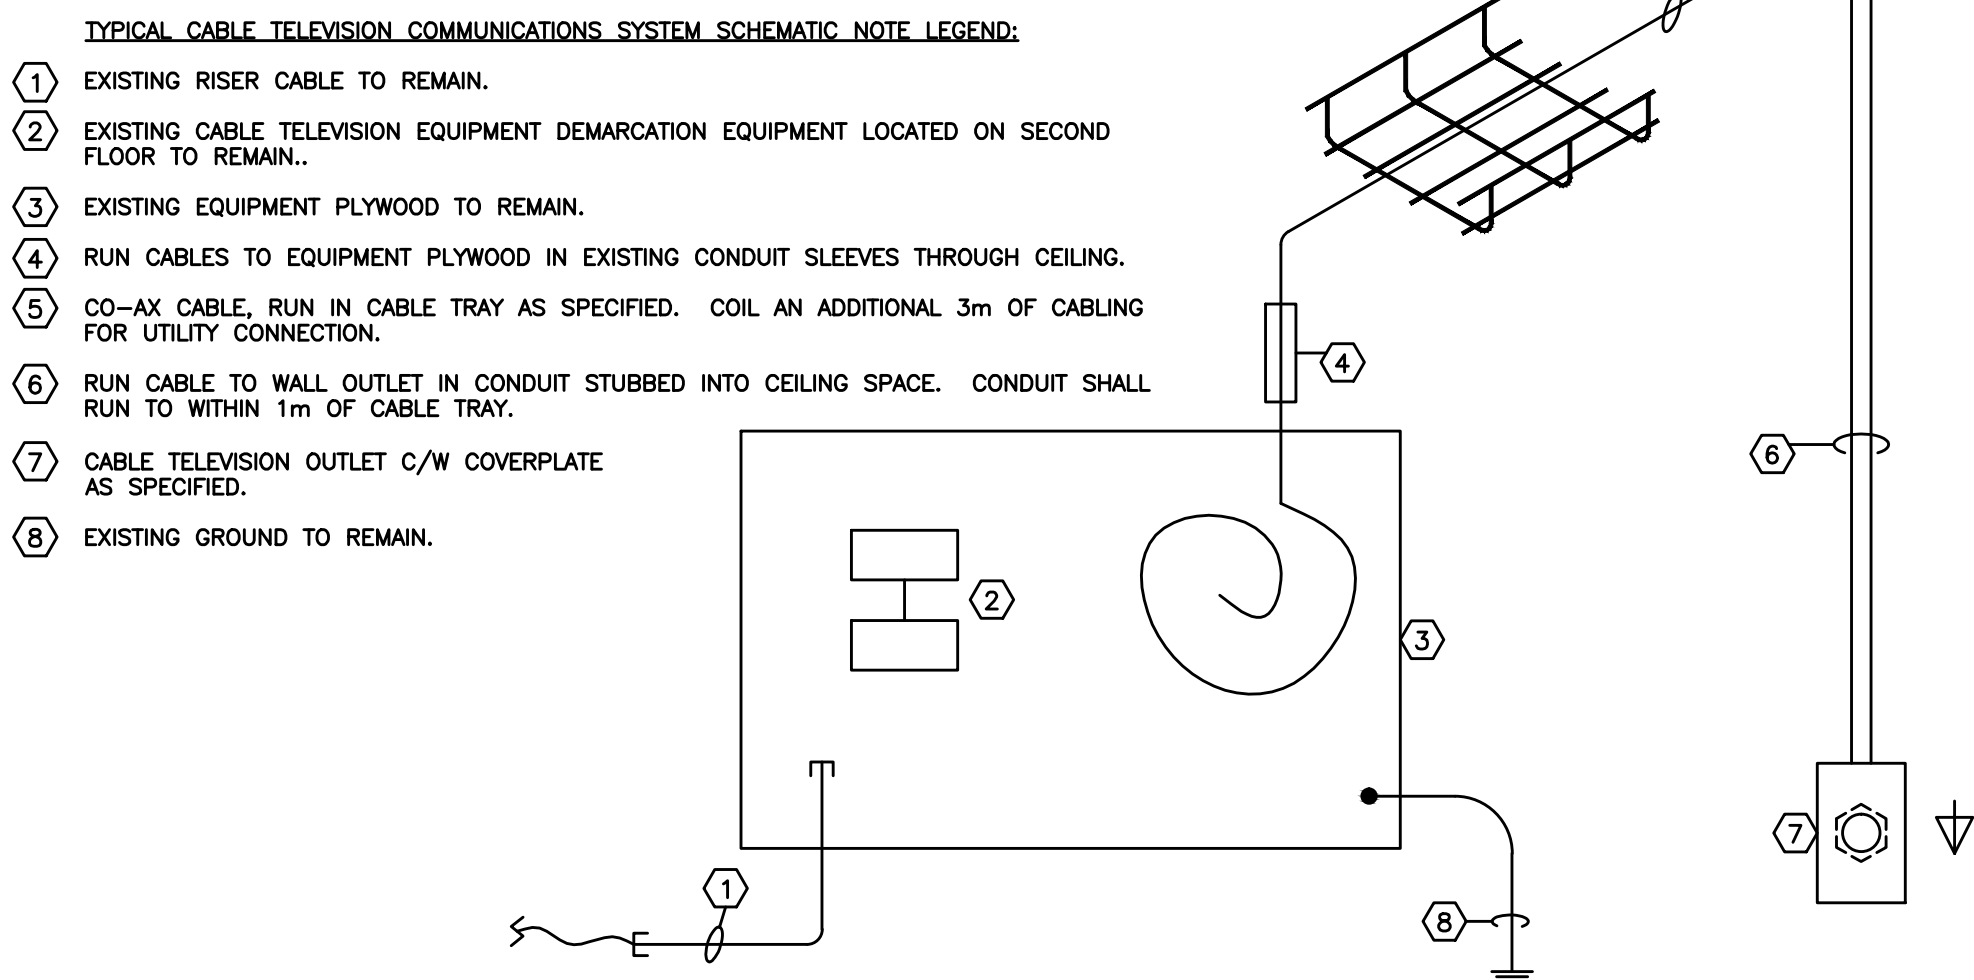 TYPICAL CABLE TELEVISION COMMUNICATIONS SYSTEM SCHEMATIC NOTE LEGEND:
1 EXISTING RISER CABLE TO REMAIN.
2 EXISTING CABLE TELEVISION EQUIPMENT DEMARCATION EQUIPMENT LOCATED ON SECOND
FLOOR TO REMAIN..
3 EXISTING EQUIPMENT PLYWOOD TO REMAIN.
4 RUN CABLES TO EQUIPMENT PLYWOOD IN EXISTING CONDUIT SLEEVES THROUGH CEILING.
5 CO-AX CABLE, RUN IN CABLE TRAY AS SPECIFIED. COIL AN ADDITIONAL 3m OF CABLING
FOR UTILITY CONNECTION.
6 RUN CABLE TO WALL OUTLET IN CONDUIT STUBBED INTO CEILING SPACE. CONDUIT SHALL
RUN TO WITHIN 1m OF CABLE TRAY.
7 CABLE TELEVISION OUTLET C/W COVERPLATE
AS SPECIFIED.
8 EXISTING GROUND TO REMAIN.
4
6
2
3
7
1
8